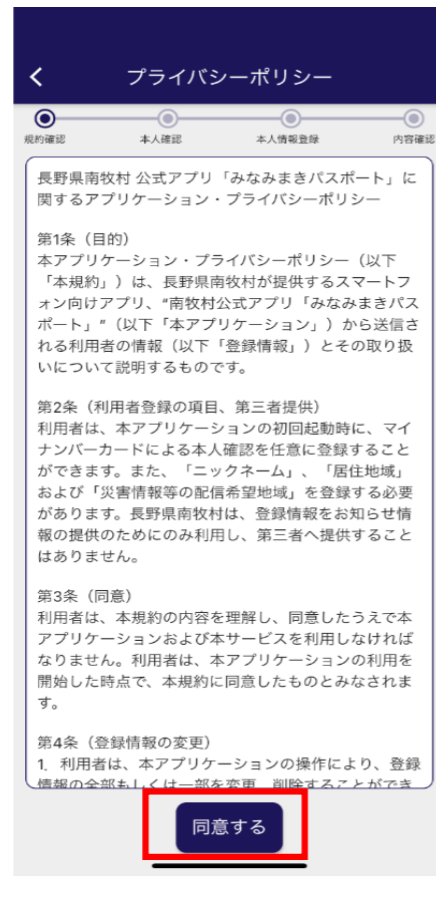 プライバシーポリシー
規約確認
本人確認
本人情報登録
内容確認
長野県南牧村 公式アプリ「みなみまきパスポート」に
関するアプリケーション・プライバシーポリシー
第1条（目的）
本アプリケーション・プライバシーポリシー（以下
「本規約」）は、長野県南牧村が提供するスマートフ
ォン向けアプリ、“南牧村公式アプリ「みなみまきパス
ポート」”（以下「本アプリケーション」）から送信さ
れる利用者の情報（以下「登録情報」）とその取り扱
いについて説明するものです。
第2条（利用者登録の項目、第三者提供）
利用者は、本アプリケーションの初回起動時に、マイ
ナンバーカードによる本人確認を任意に登録すること
ができます。また、「ニックネーム」、「居住地域」
および「災害情報等の配信希望地域」を登録する必要
があります。長野県南牧村は、登録情報をお知らせ情
報の提供のためにのみ利用し、第三者へ提供すること
はありません。
第3条（同意）
利用者は、本規約の内容を理解し、同意したうえで本
アプリケーションおよび本サービスを利用しなければ
なりません。利用者は、本アプリケーションの利用を
開始した時点で、本規約に同意したものとみなされま
す。
第4条（登録情報の変更）
1. 利用者は、本アプリケーションの操作により、登録
情報の全部もしくは一部を変更、削除することができ
同意する